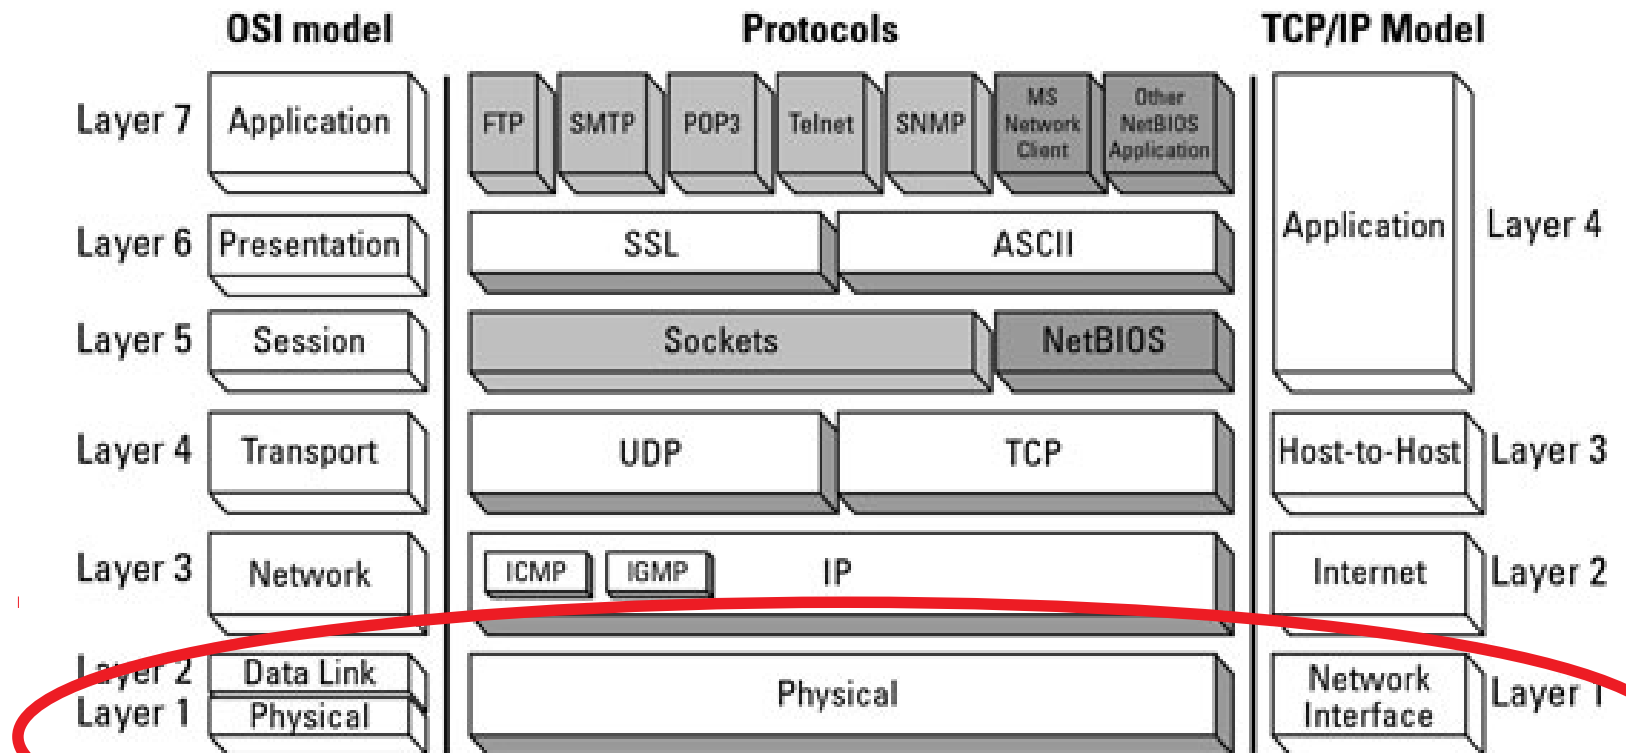 OSI model Protocols TCP/IP Model
Layer 7 Application FTP SMTP POP3 Telnet SNMP MS Network Client Other NetBIOS Application
Layer 6 Presentation SSL ASCII Application Layer 4
Layer 5 Session Sockets NetBIOS
Layer 4 Transport UDP TCP Host-to-Host Layer 3
Layer 3 Network ICMP IGMP IP Internet Layer 2
Layer 2 Data Link
Layer 1 Physical Physical Network Interface Layer 1